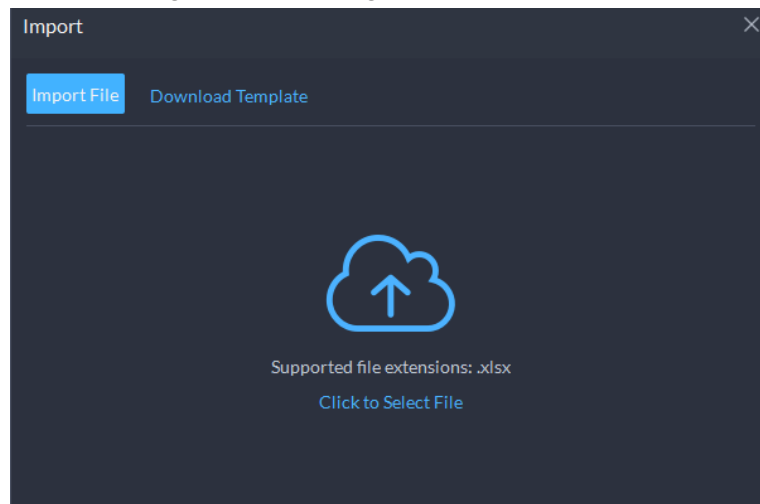 Import
Import File
Download Template
Supported file extensions: .xlsx
Click to Select File